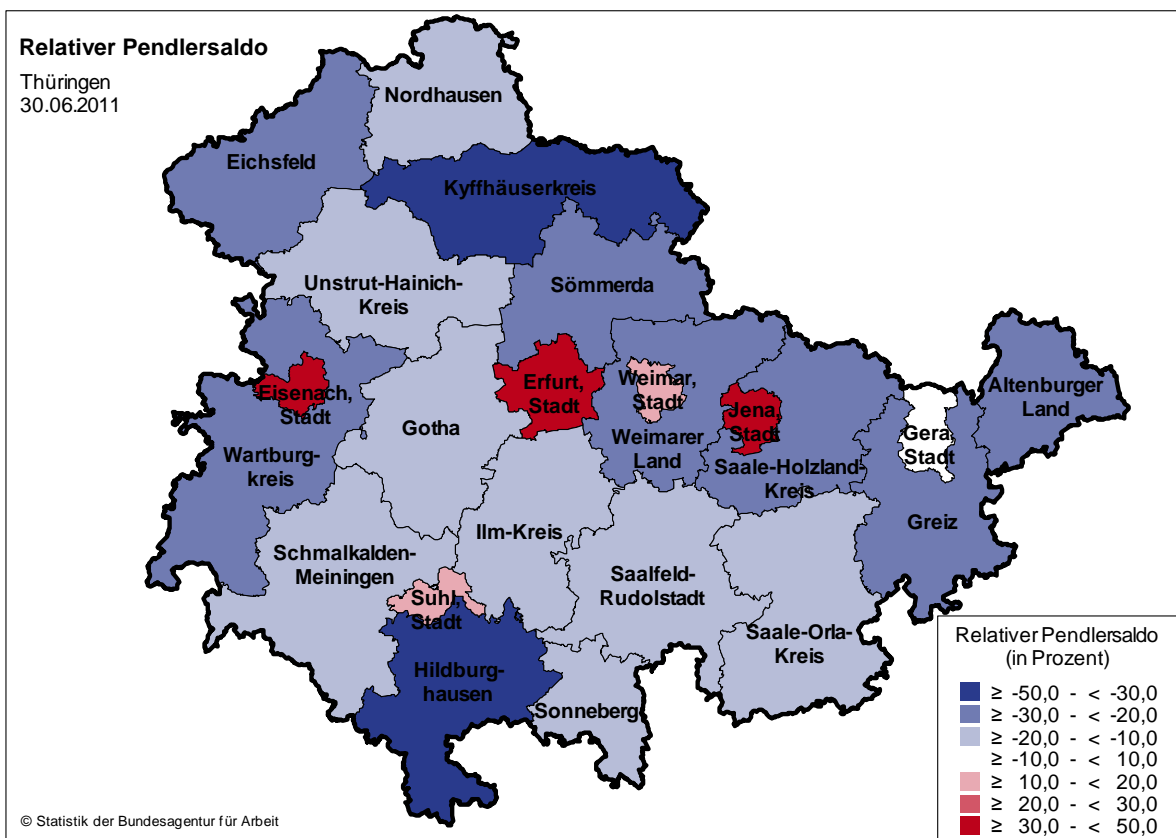 Relativer Pendlersaldo
Thüringen
30.06.2011
Nordhausen
Eichsfeld
Kyffhäuserkreis
Unstrut-Hainich-
Kreis
Sömmerda
Eisenach,
Stadt
Erfurt,
Stadt
Weimar,
Stadt
Jena,
Stadt
Altenburger
Land
Gera,
Stadt
Gotha
Weimarer
Land
Wartburg-
kreis
Saale-Holzland-
Kreis
Greiz
Ilm-Kreis
Schmalkalden-
Meiningen
Saalfeld-
Rudolstadt
Suhl,
Stadt
Saale-Orla-
Kreis
Hildburg-
hausen
Sonneberg
Relativer Pendlersaldo
(in Prozent)
≥ -50,0 - < -30,0
≥ -30,0 - < -20,0
≥ -20,0 - < -10,0
≥ -10,0 - < 10,0
≥ 10,0 - < 20,0
≥ 20,0 - < 30,0
≥ 30,0 - < 50,0
© Statistik der Bundesagentur für Arbeit